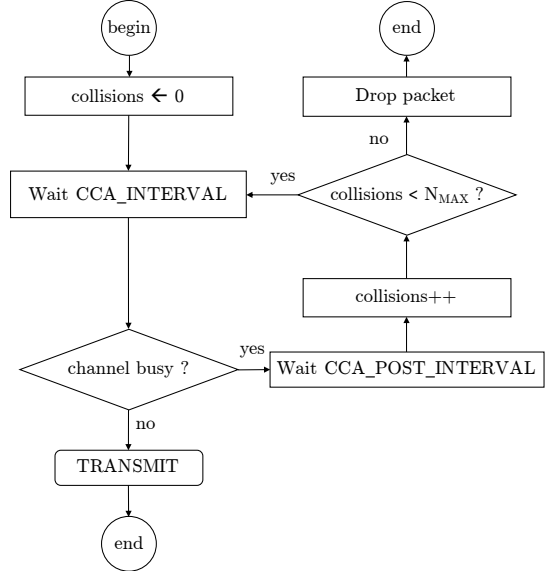 begin
collisions ← 0
Wait CCA_INTERVAL
channel busy ?
yes
no
TRANSMIT
end
Wait CCA_POST_INTERVAL
collisions++
collisions < N_MAX ?
yes
no
Drop packet
end